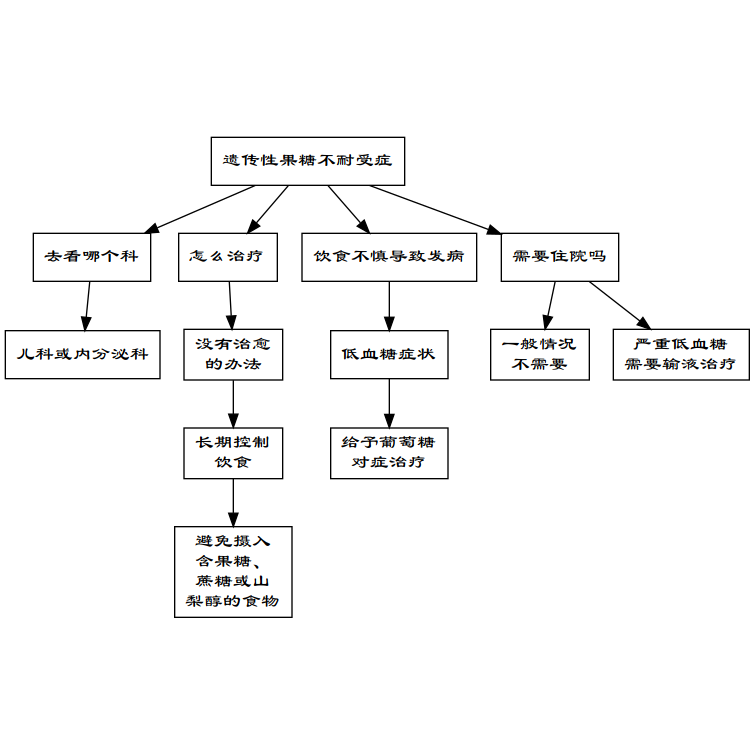 遗传性果糖不耐受症
去看哪个科
怎么治疗
饮食不慎导致发病
需要住院吗
儿科或内分泌科
没有治愈
的办法
低血糖症状
一般情况
不需要
严重低血糖
需要输液治疗
长期控制
饮食
给予葡萄糖
对症治疗
避免摄入
含果糖、
蔗糖或山
梨醇的食物